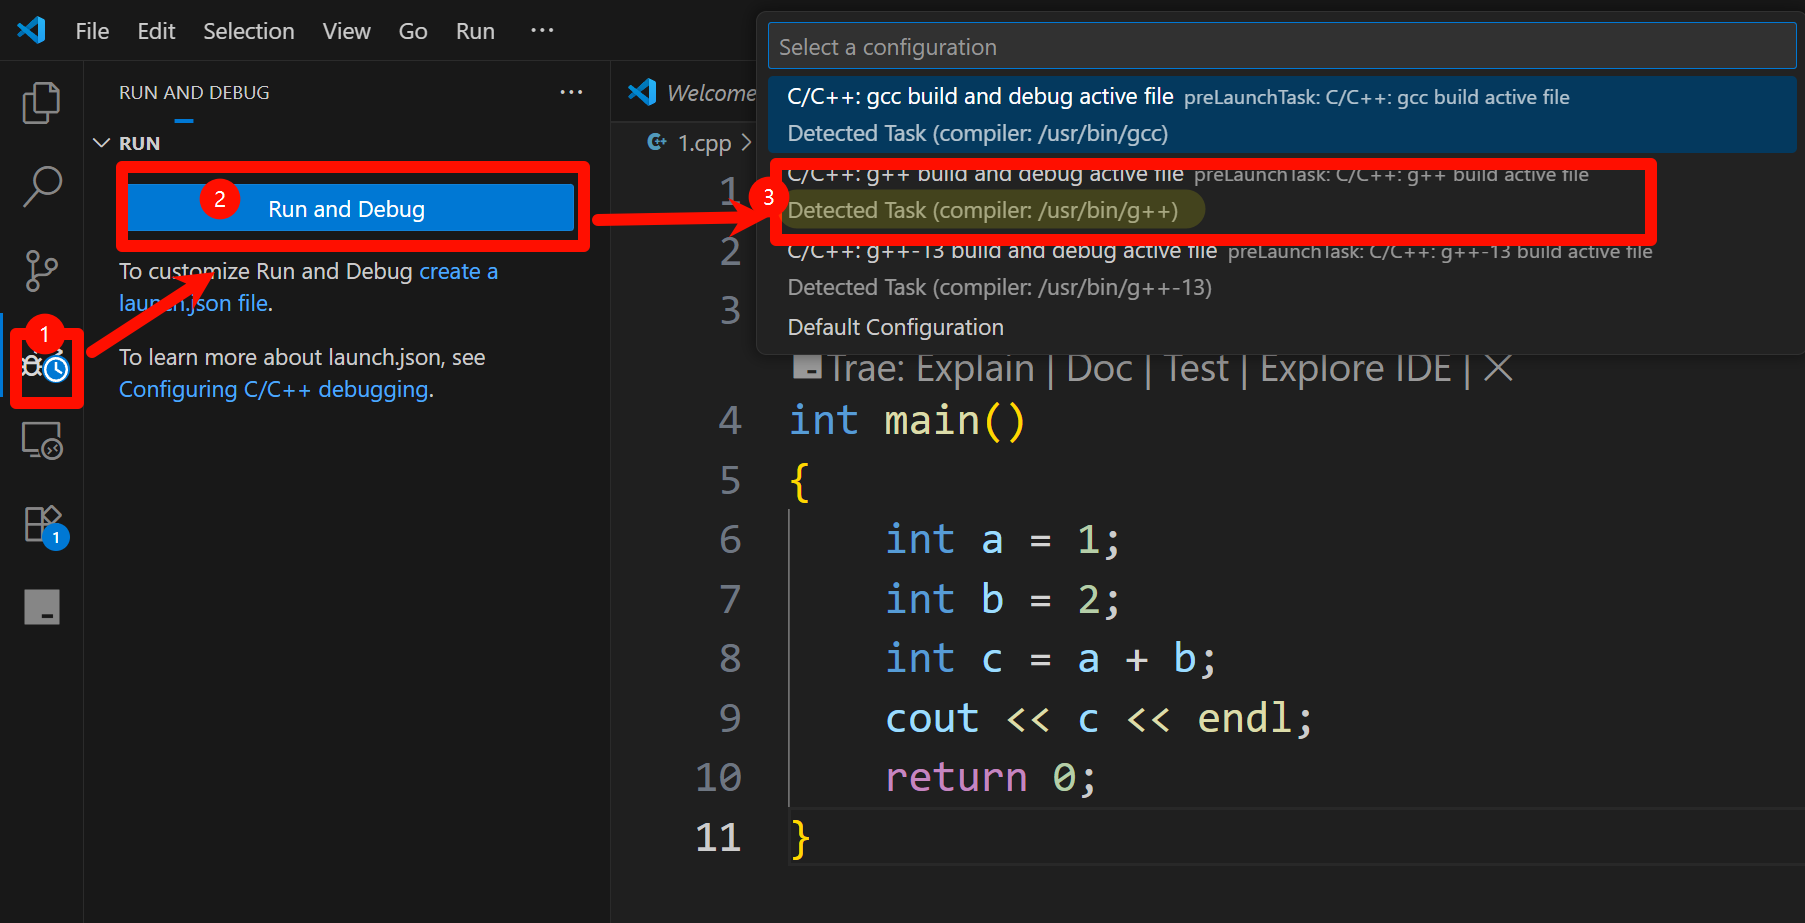 File Edit Selection View Go Run ···
RUN AND DEBUG ···
RUN
2 Run and Debug
To customize Run and Debug create a
launch.json file.
1
To learn more about launch.json, see
Configuring C/C++ debugging.
1
Welcome
1.cpp >
Select a configuration
C/C++: gcc build and debug active file preLaunchTask: C/C++: gcc build active file
Detected Task (compiler: /usr/bin/gcc)
C/C++: g++ build and debug active file preLaunchTask: C/C++: g++ build active file
3 Detected Task (compiler: /usr/bin/g++)
C/C++: g++-13 build and debug active file preLaunchTask: C/C++: g++-13 build active file
Detected Task (compiler: /usr/bin/g++-13)
Default Configuration
1
2
3
Trae: Explain | Doc | Test | Explore IDE | ×
4 int main()
5 {
6 int a = 1;
7 int b = 2;
8 int c = a + b;
9 cout << c << endl;
10 return 0;
11 }